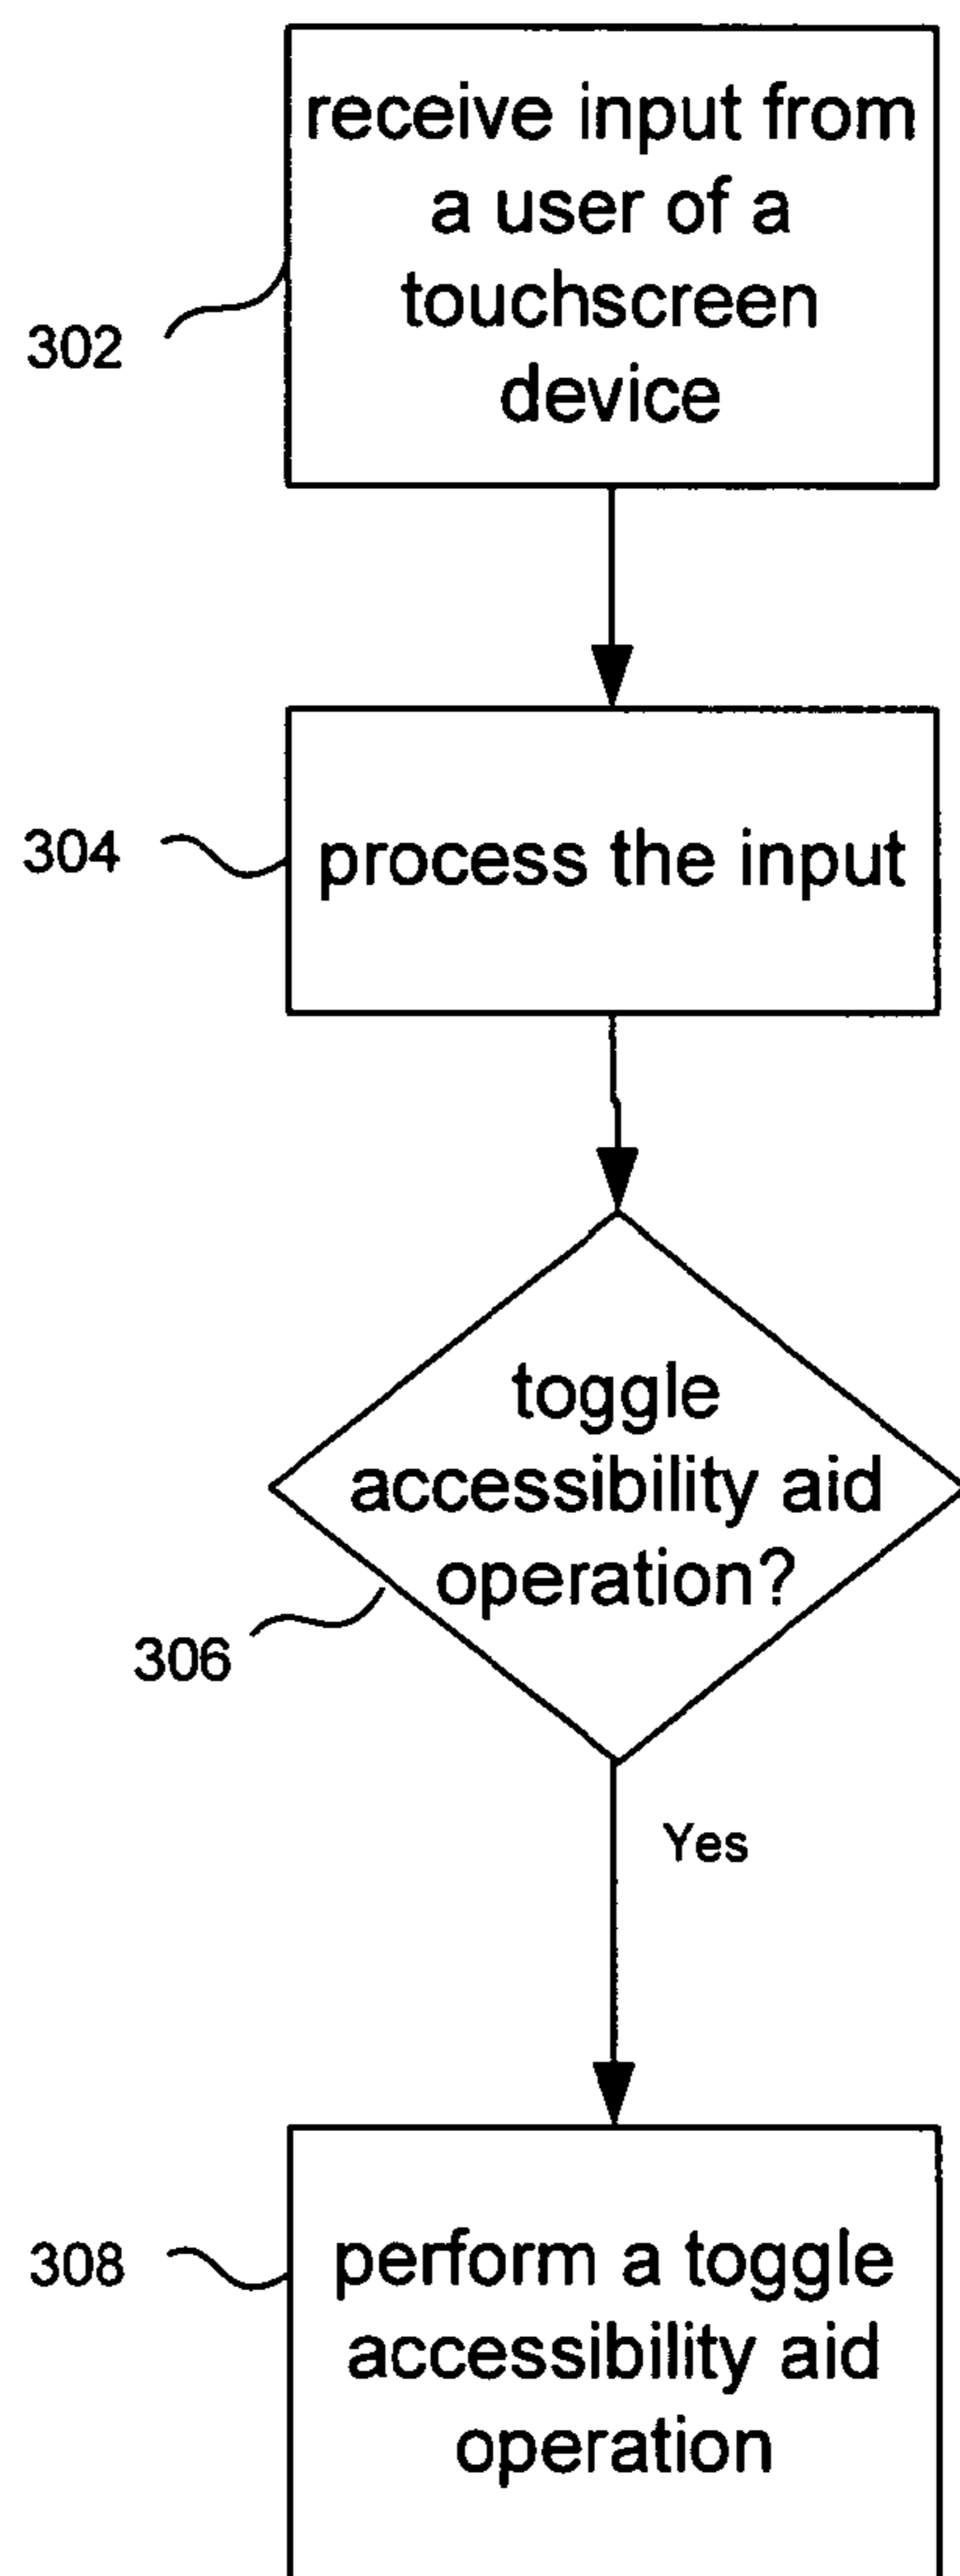 receive input from
a user of a
touchscreen
device
302
304
process the input
toggle
accessibility aid
operation?
306
Yes
308
perform a toggle
accessibility aid
operation